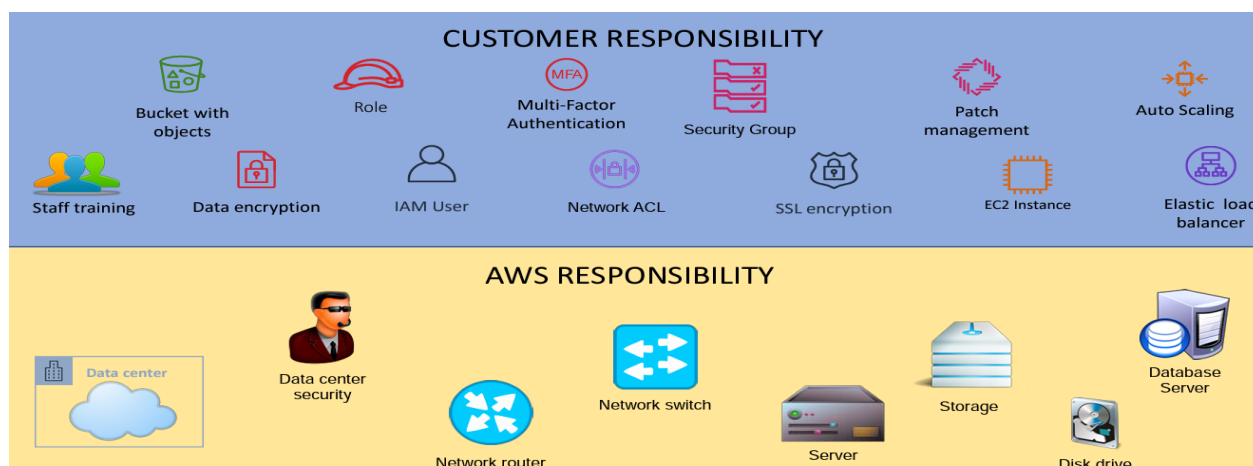 CUSTOMER RESPONSIBILITY
Bucket with
objects
Role
MFA
Multi-Factor
Authentication
Security Group
Patch
management
Auto Scaling
Staff training
Data encryption
IAM User
Network ACL
SSL encryption
EC2 Instance
Elastic load
balancer
AWS RESPONSIBILITY
Data center
Data center
security
Network router
Network switch
Server
Storage
Disk drive
Database
Server